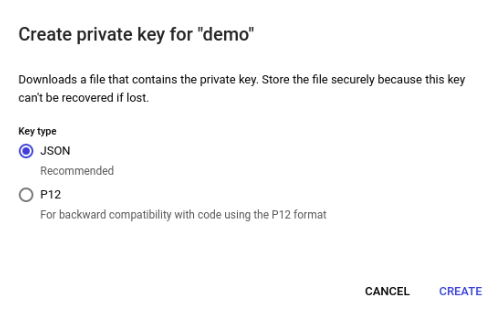 Create private key for "demo"
Downloads a file that contains the private key. Store the file securely because this key
can't be recovered if lost.
Key type
JSON
Recommended
P12
For backward compatibility with code using the P12 format
CANCEL CREATE